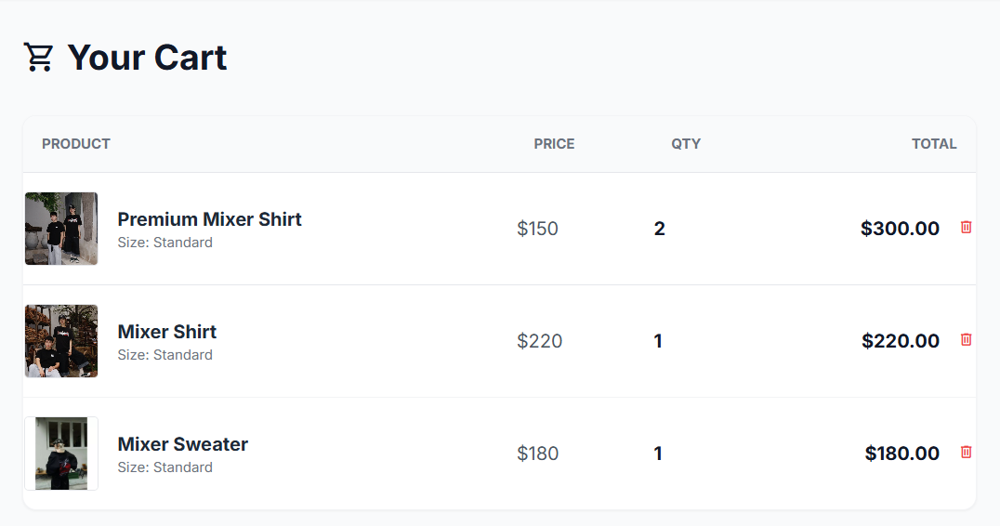 Your Cart
PRODUCT PRICE QTY TOTAL
Premium Mixer Shirt
Size: Standard
$150 2 $300.00
Mixer Shirt
Size: Standard
$220 1 $220.00
Mixer Sweater
Size: Standard
$180 1 $180.00